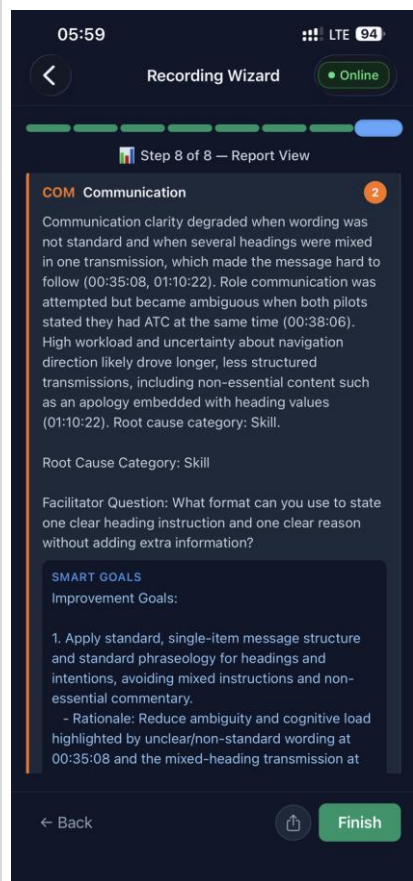 05:59
LTE 94
Recording Wizard
Online
Step 8 of 8 — Report View
COM Communication
2
Communication clarity degraded when wording was
not standard and when several headings were mixed
in one transmission, which made the message hard to
follow (00:35:08, 01:10:22). Role communication was
attempted but became ambiguous when both pilots
stated they had ATC at the same time (00:38:06).
High workload and uncertainty about navigation
direction likely drove longer, less structured
transmissions, including non-essential content such
as an apology embedded with heading values
(01:10:22). Root cause category: Skill.
Root Cause Category: Skill
Facilitator Question: What format can you use to state
one clear heading instruction and one clear reason
without adding extra information?
SMART GOALS
Improvement Goals:
1. Apply standard, single-item message structure
and standard phraseology for headings and
intentions, avoiding mixed instructions and non-
essential commentary.
- Rationale: Reduce ambiguity and cognitive load
highlighted by unclear/non-standard wording at
00:35:08 and the mixed-heading transmission at
← Back
Finish